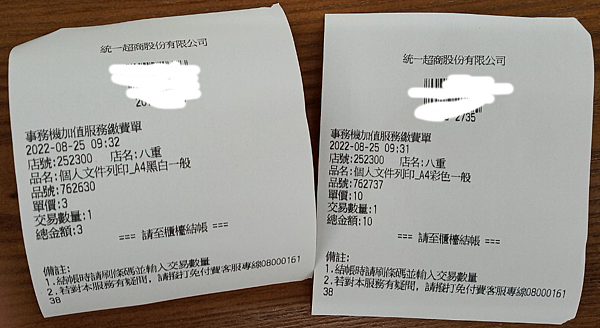 統一超商股份有限公司
事務機加值服務繳費單
2022-08-25 09:32
店號:252300 店名:八重
品名:個人文件列印_A4黑白一般
品號:762630
單價:3
交易數量:1
總金額:3
=== 請至櫃檯結帳 ===
備註:
1.結帳時請刷條碼並輸入交易數量
2.若對本服務有疑問，請撥打免付費客服專線08000161
38
統一超商股份有限公司
2735
事務機加值服務繳費單
2022-08-25 09:31
店號:252300 店名:八重
品名:個人文件列印_A4彩色一般
品號:762737
單價:10
交易數量:1
總金額:10
=== 請至櫃檯結帳 ===
備註:
1.結帳時請刷條碼並輸入交易數量
2.若對本服務有疑問，請撥打免付費客服專線08000161
38